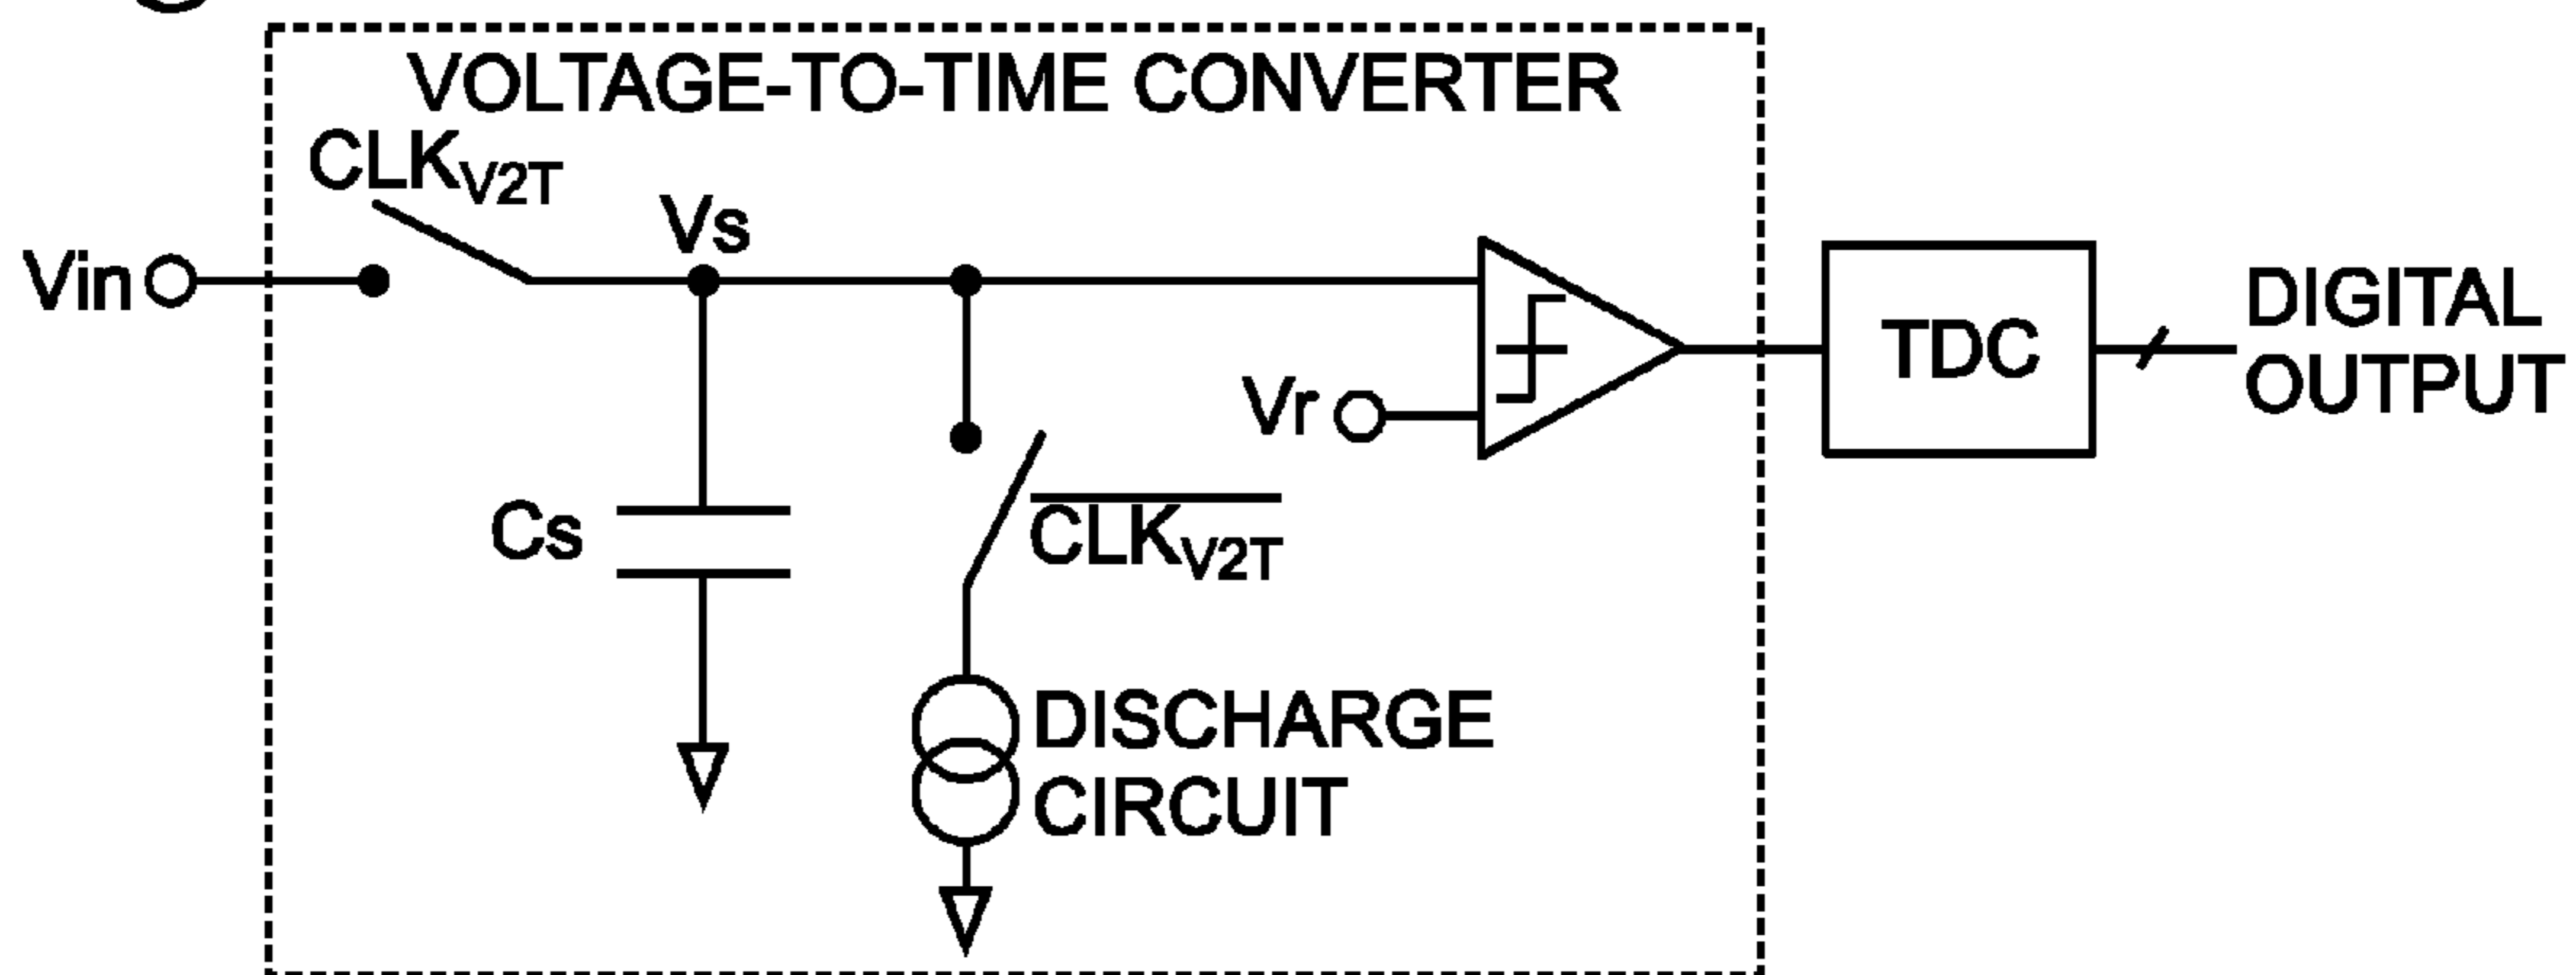 VOLTAGE-TO-TIME CONVERTER
CLKV2T
Vin
Vs
Vr
TDC
DIGITAL
OUTPUT
Cs
CLKV2T
DISCHARGE
CIRCUIT